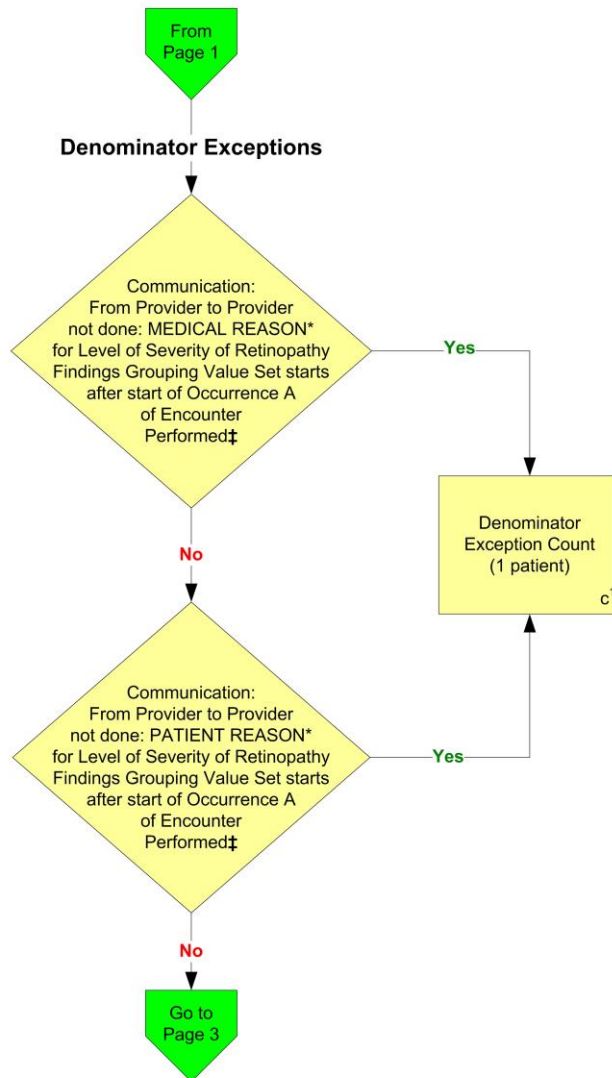 From
Page 1
Denominator Exceptions
Communication:
From Provider to Provider
not done: MEDICAL REASON*
for Level of Severity of Retinopathy
Findings Grouping Value Set starts
after start of Occurrence A
of Encounter
Performed‡
Yes
Denominator
Exception Count
(1 patient)
c¹
No
Communication:
From Provider to Provider
not done: PATIENT REASON*
for Level of Severity of Retinopathy
Findings Grouping Value Set starts
after start of Occurrence A
of Encounter
Performed‡
Yes
No
Go to
Page 3